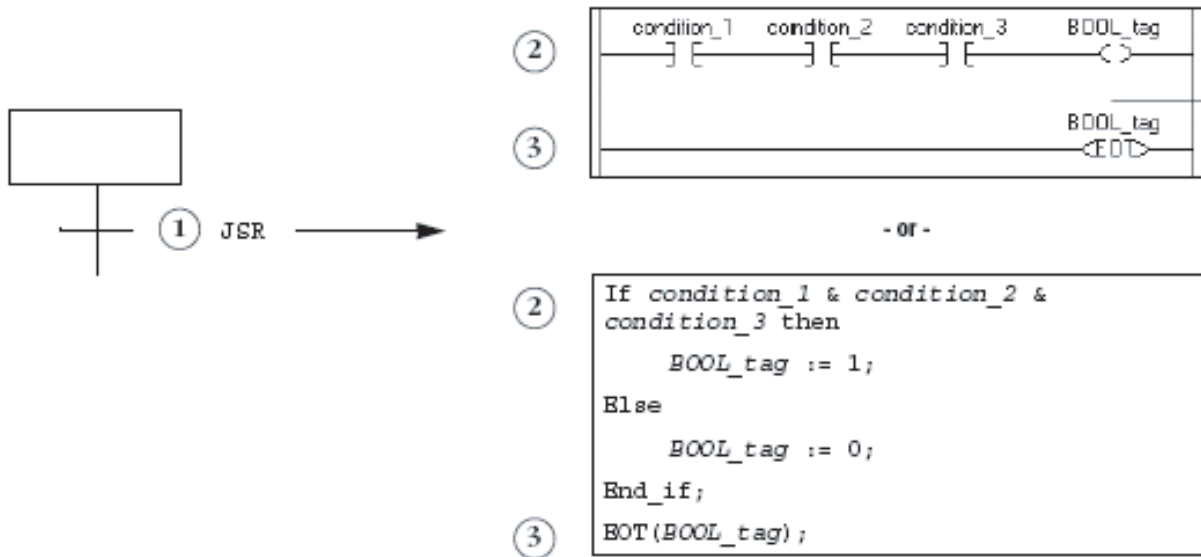 condition_1 condition_2 condition_3 BOOL_tag
2
BOOL_tag
3 EOT
1 JSR
- or -
2 If condition_1 & condition_2 &
condition_3 then
BOOL_tag := 1;
Else
BOOL_tag := 0;
End_if;
3 EOT(BOOL_tag);